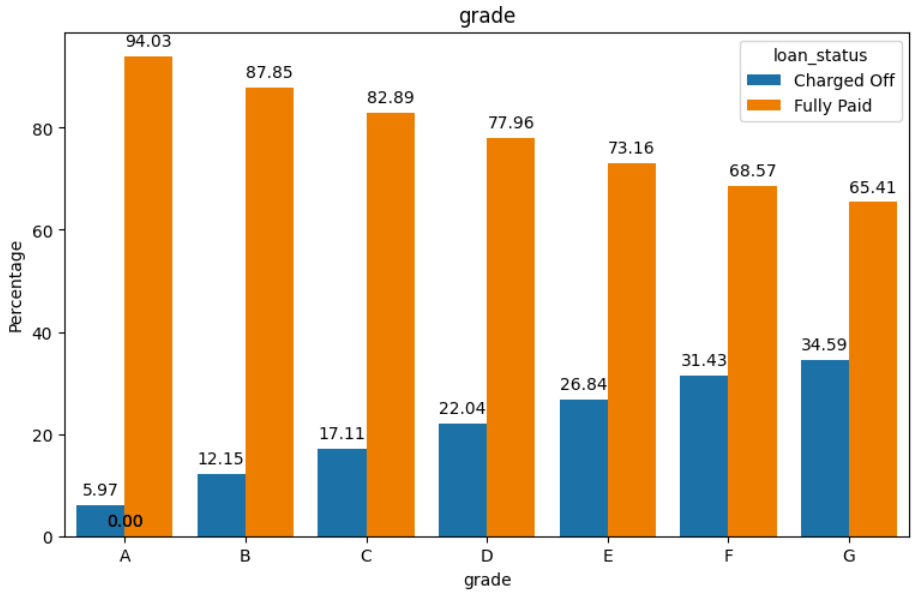 grade
94.03
87.85
82.89
77.96
73.16
68.57
65.41
loan_status
Charged Off
Fully Paid
5.97
12.15
17.11
22.04
26.84
31.43
34.59
0.00
Percentage
80
60
40
20
0
A B C D E F G
grade